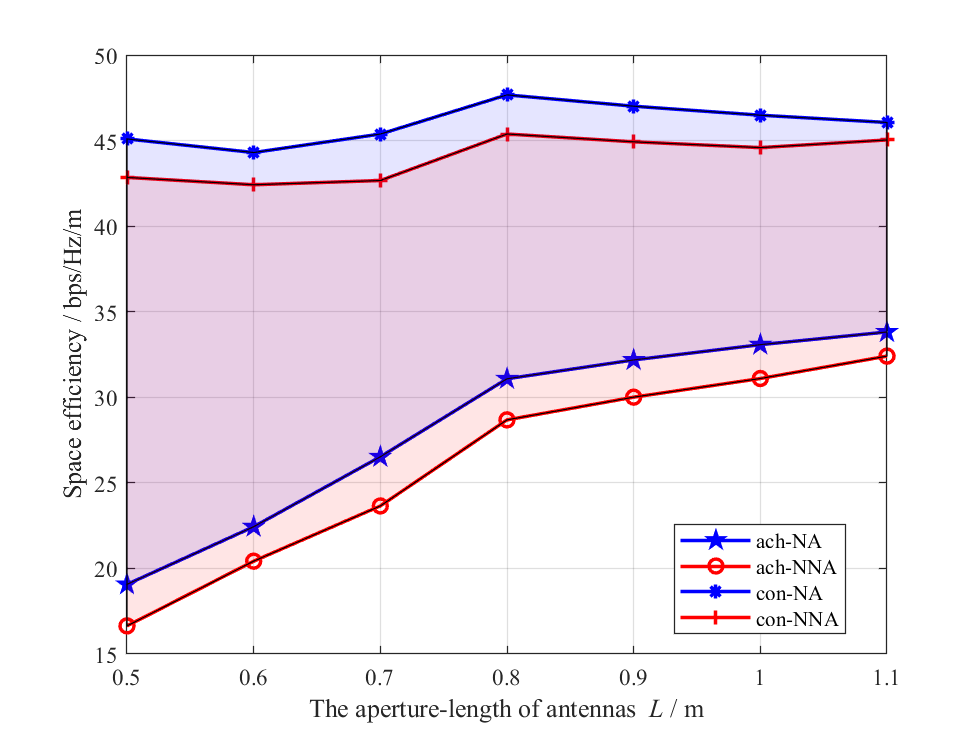 50
45
40
35
30
25
20
15
Space efficiency / bps/Hz/m
ach-NA
ach-NNA
con-NA
con-NNA
0.5 0.6 0.7 0.8 0.9 1 1.1
The aperture-length of antennas L / m